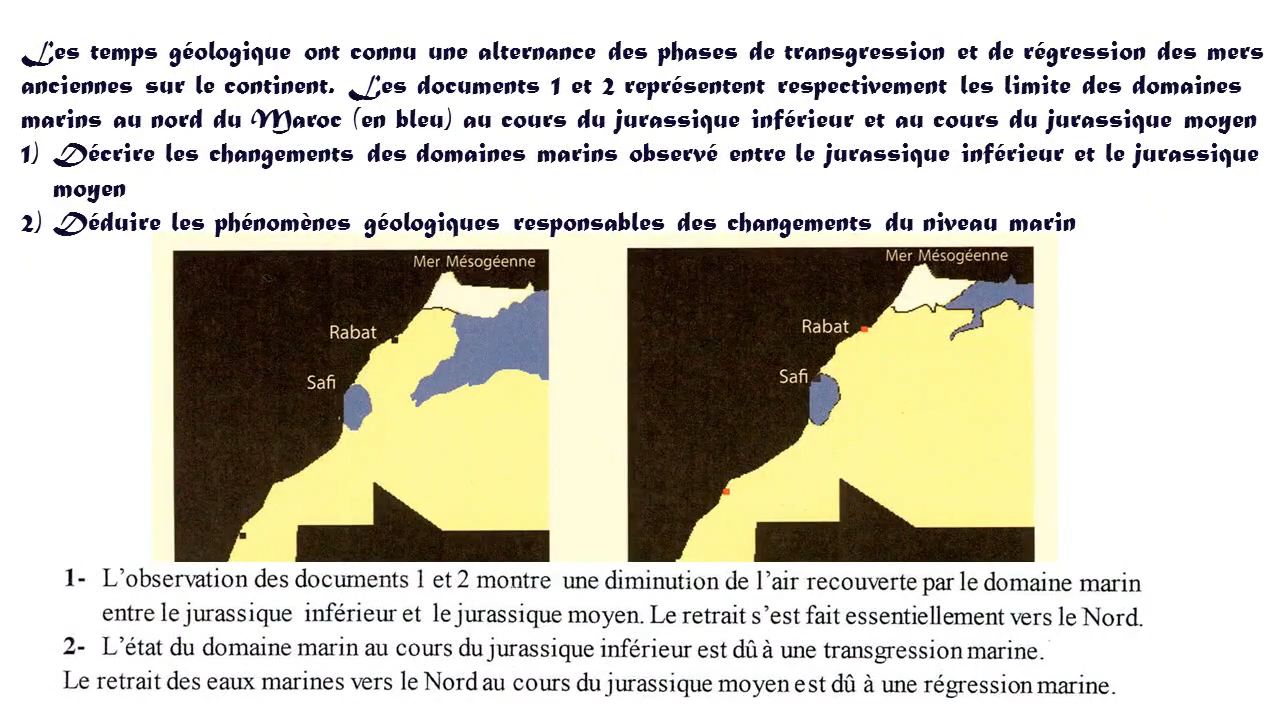 Les temps géologique ont connu une alternance des phases de transgression et de régression des mers
anciennes sur le continent. Les documents 1 et 2 représentent respectivement les limite des domaines
marins au nord du Maroc (en bleu) au cours du jurassique inférieur et au cours du jurassique moyen
1) Décrire les changements des domaines marins observé entre le jurassique inférieur et le jurassique
moyen
2) Déduire les phénomènes géologiques responsables des changements du niveau marin
Mer Mésogéenne
Rabat
Safi
Mer Mésogéenne
Rabat
Safi
1- L'observation des documents 1 et 2 montre une diminution de l'air recouverte par le domaine marin
entre le jurassique inférieur et le jurassique moyen. Le retrait s'est fait essentiellement vers le Nord.
2- L'état du domaine marin au cours du jurassique inférieur est dû à une transgression marine.
Le retrait des eaux marines vers le Nord au cours du jurassique moyen est dû à une régression marine.